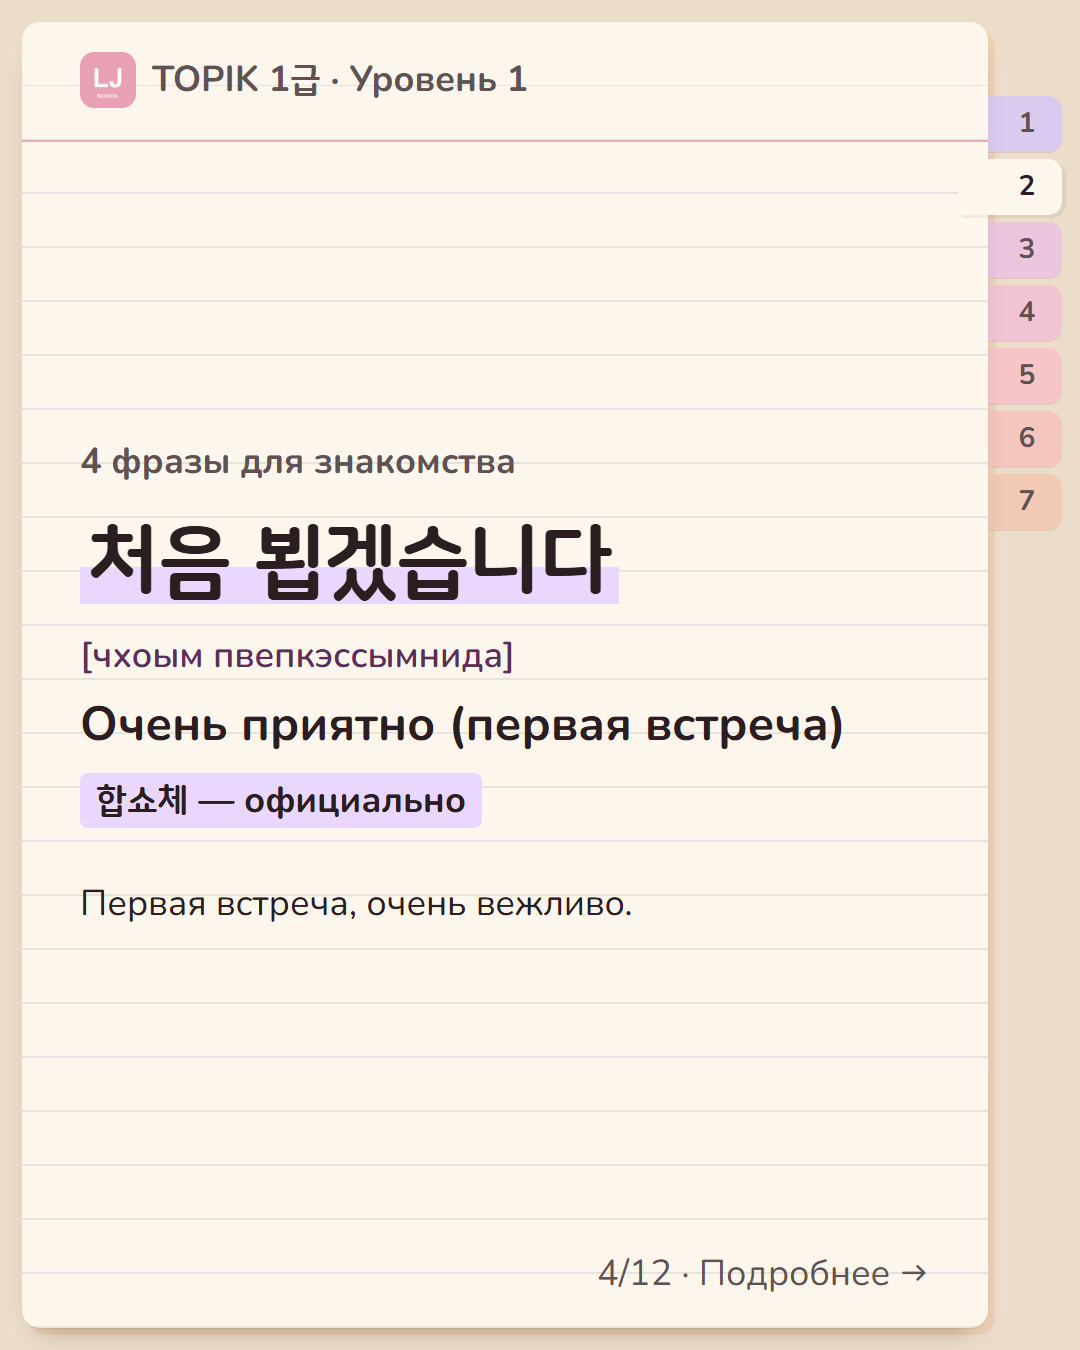 LJ
SCHOOL
TOPIK 1급 · Уровень 1
1
2
3
4
5
6
7
4 фразы для знакомства
처음 뵙겠습니다
[чхоым пвепкэссымнида]
Очень приятно (первая встреча)
합쇼체 — официально
Первая встреча, очень вежливо.
4/12 · Подробнее →